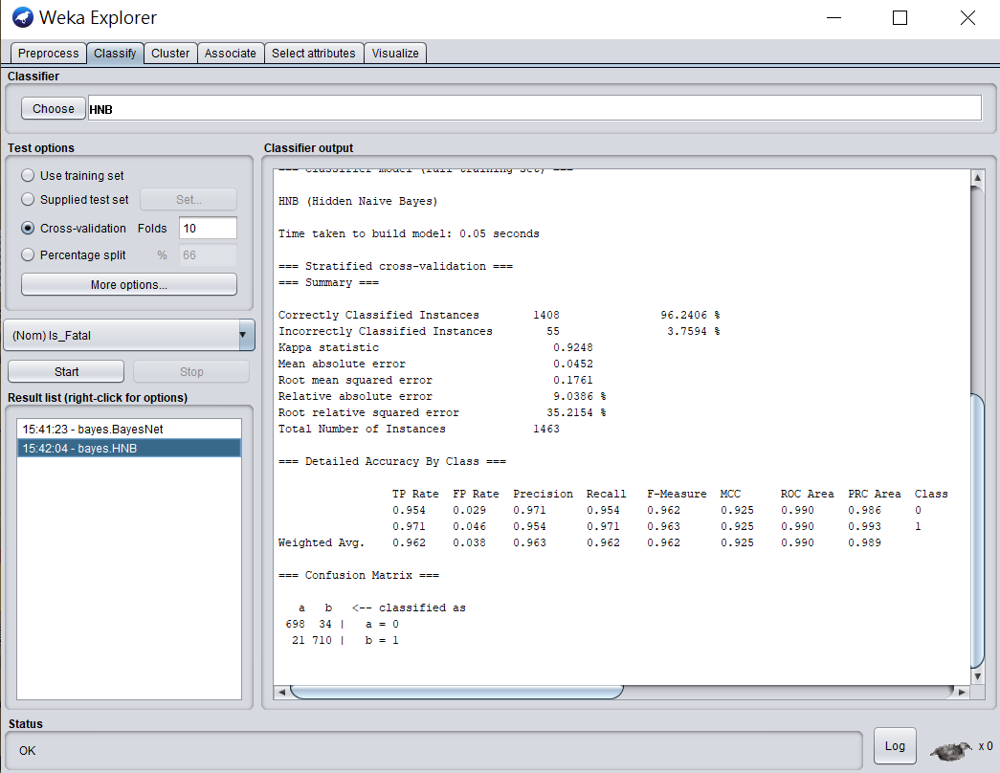 Weka Explorer
Preprocess Classify Cluster Associate Select attributes Visualize
Classifier
Choose HNB
Test options
Use training set
Supplied test set Set...
Cross-validation Folds 10
Percentage split % 66
More options...
(Nom) Is_Fatal
Start Stop
Result list (right-click for options)
15:41:23 - bayes.BayesNet
15:42:04 - bayes.HNB
Classifier output
=== Classifier model (full training set) ===
HNB (Hidden Naive Bayes)
Time taken to build model: 0.05 seconds
=== Stratified cross-validation ===
=== Summary ===
Correctly Classified Instances 1408 96.2406 %
Incorrectly Classified Instances 55 3.7594 %
Kappa statistic 0.9248
Mean absolute error 0.0452
Root mean squared error 0.1761
Relative absolute error 9.0386 %
Root relative squared error 35.2154 %
Total Number of Instances 1463
=== Detailed Accuracy By Class ===
TP Rate FP Rate Precision Recall F-Measure MCC ROC Area PRC Area Class
0.954 0.029 0.971 0.954 0.962 0.925 0.990 0.986 0
0.971 0.046 0.954 0.971 0.963 0.925 0.990 0.993 1
Weighted Avg. 0.962 0.038 0.963 0.962 0.962 0.925 0.990 0.989
=== Confusion Matrix ===
a b <-- classified as
698 34 | a = 0
21 710 | b = 1
Status
OK
Log
x 0